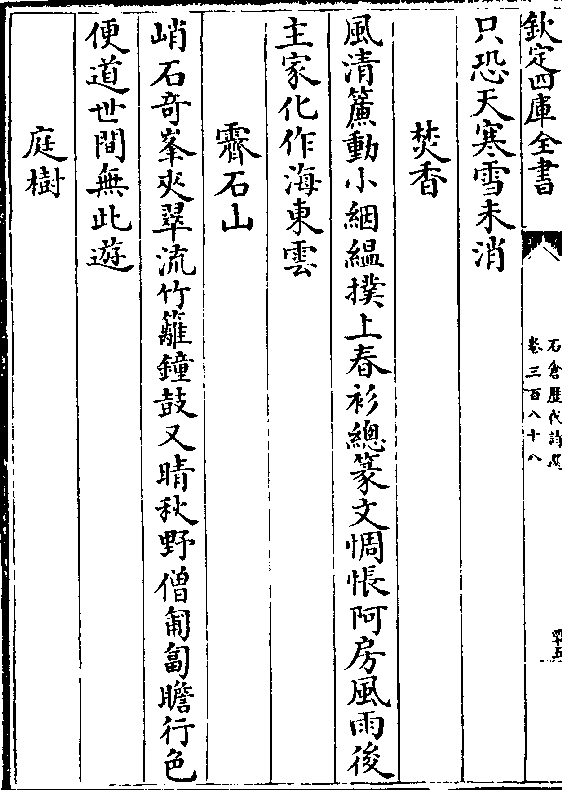 欽定四庫全書
石倉歷代詩選
卷三百八十八
四五
只恐天寒雪未消
焚香
風清簾動小絪緼撲上春衫總篆文惆悵阿房風雨後
主家化作海東雲
霽石山
峭石奇峯夾翠流竹籬鐘鼓又晴秋野僧匍匐瞻行色
便道世間無此遊
庭樹